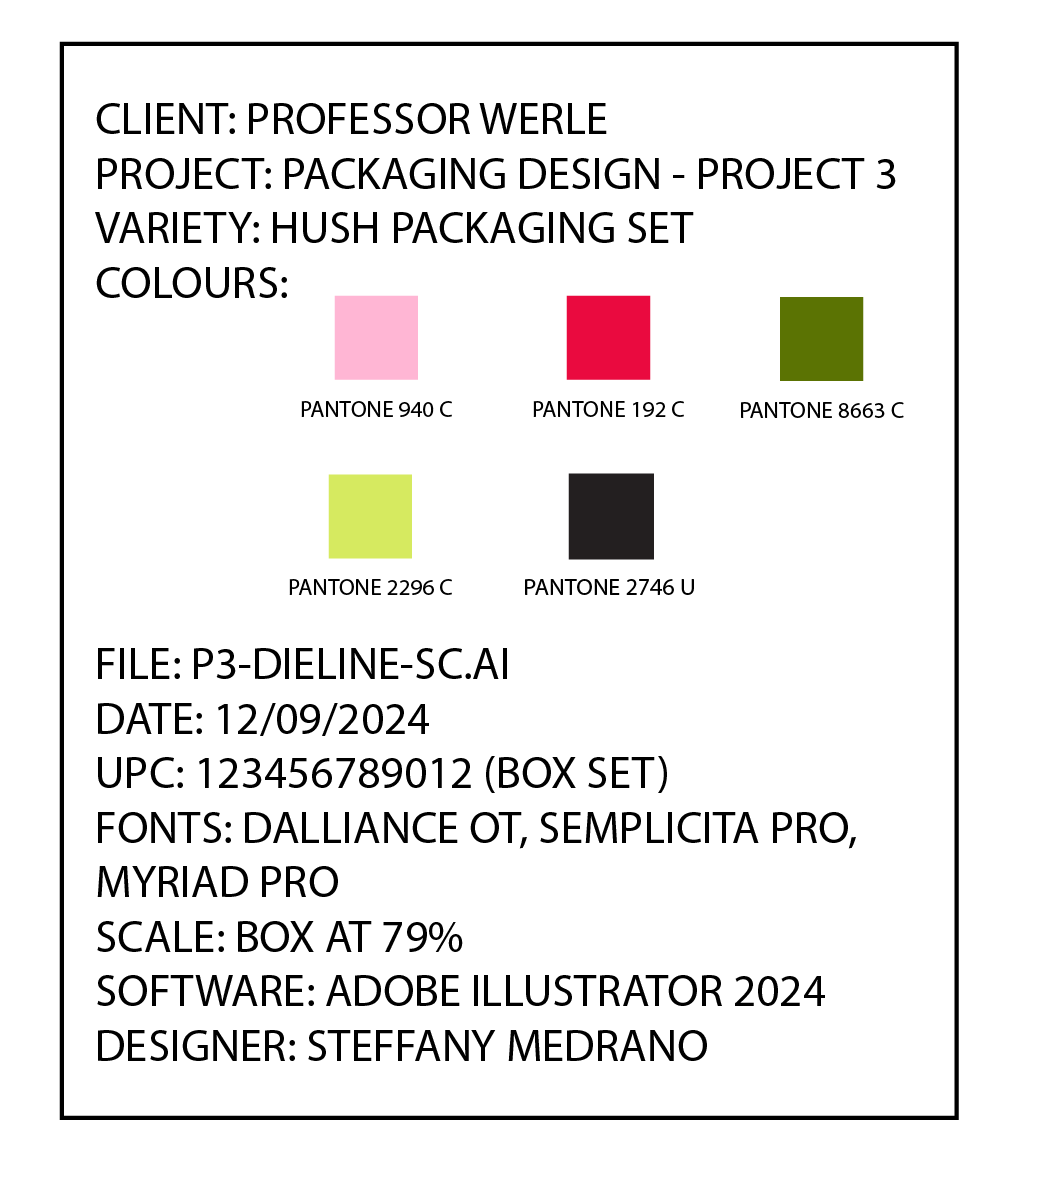 CLIENT: PROFESSOR WERLE
PROJECT: PACKAGING DESIGN - PROJECT 3
VARIETY: HUSH PACKAGING SET
COLOURS:
PANTONE 940 C PANTONE 192 C PANTONE 8663 C
PANTONE 2296 C PANTONE 2746 U
FILE: P3-DIELINE-SC.AI
DATE: 12/09/2024
UPC: 123456789012 (BOX SET)
FONTS: DALLIANCE OT, SEMPLICITA PRO,
MYRIAD PRO
SCALE: BOX AT 79%
SOFTWARE: ADOBE ILLUSTRATOR 2024
DESIGNER: STEFFANY MEDRANO